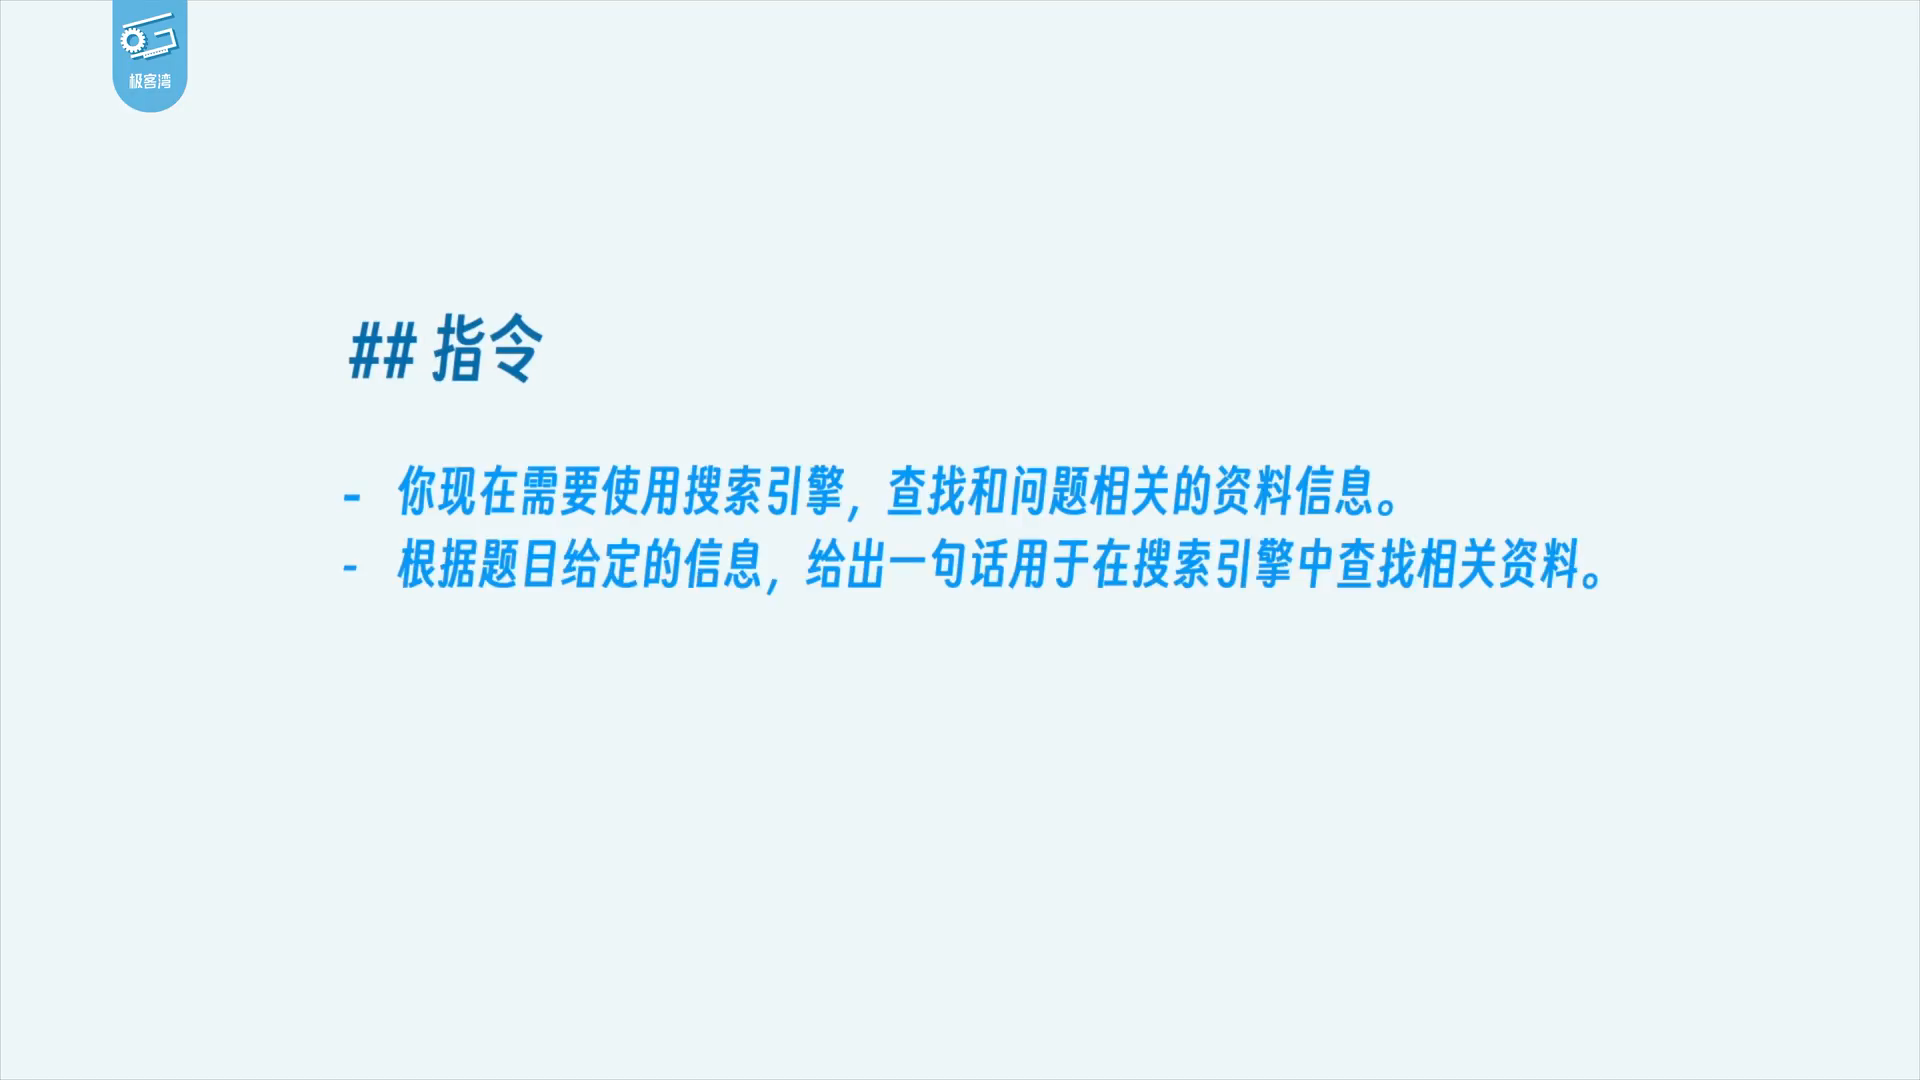 极客湾
## 指令
- 你现在需要使用搜索引擎，查找和问题相关的资料信息。
- 根据题目给定的信息，给出一句话用于在搜索引擎中查找相关资料。